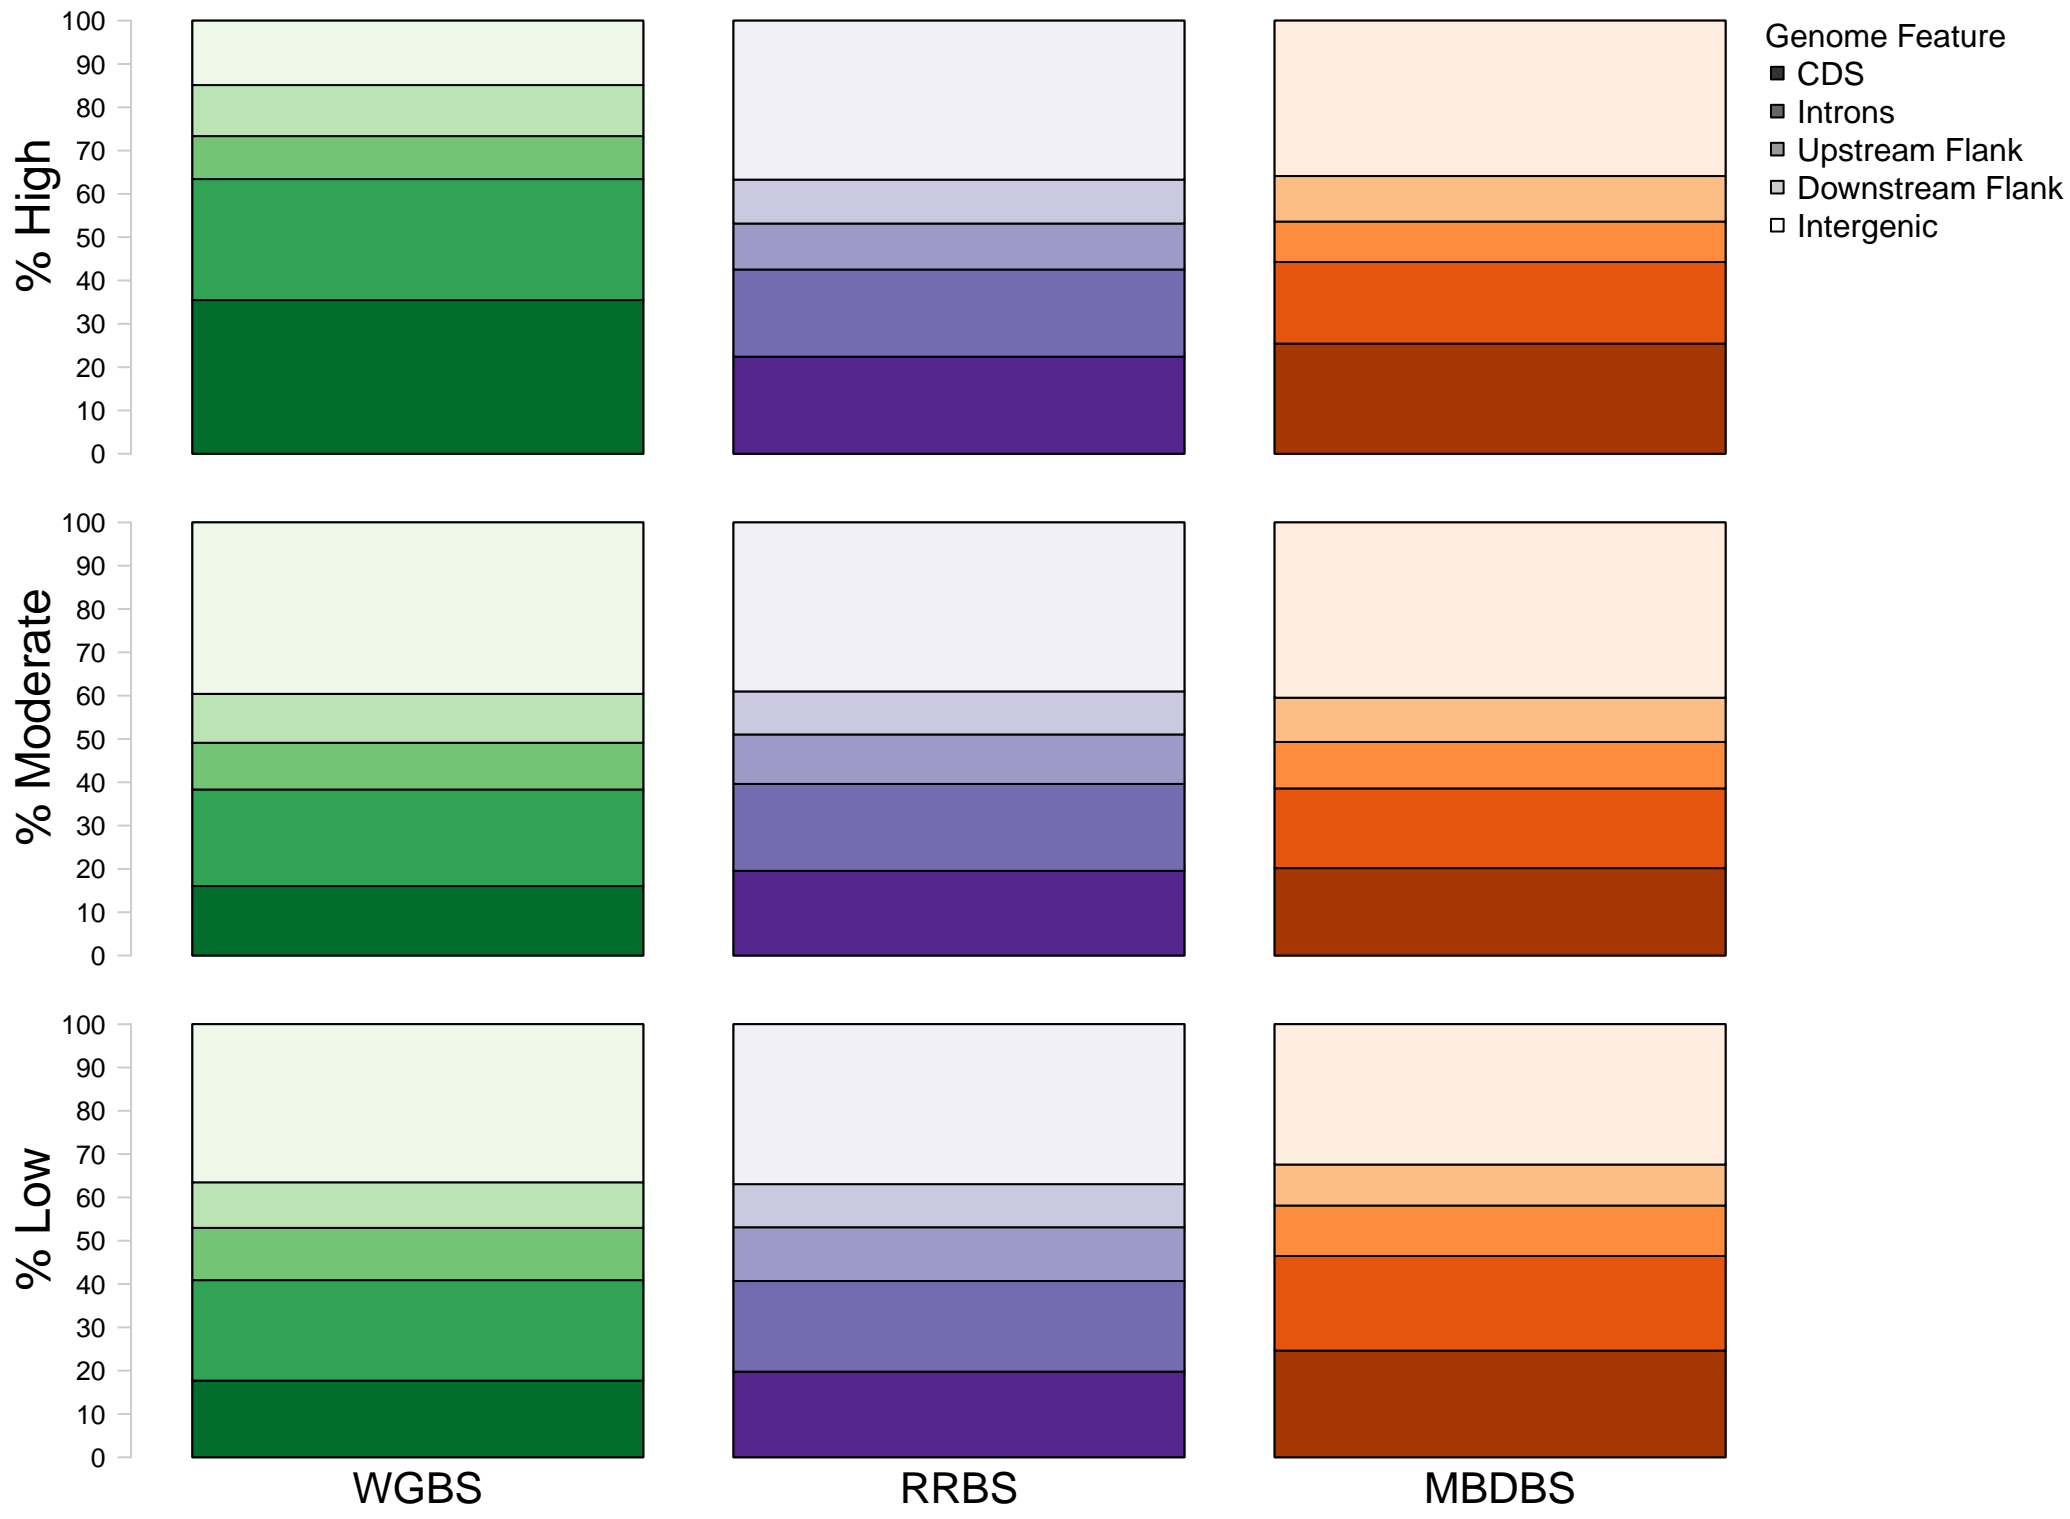 100
90
80
70
60
50
40
30
20
10
0
% High
Genome Feature
CDS
Introns
Upstream Flank
Downstream Flank
Intergenic
100
90
80
70
60
50
40
30
20
10
0
% Moderate
100
90
80
70
60
50
40
30
20
10
0
% Low
WGBS
RRBS
MBDBS